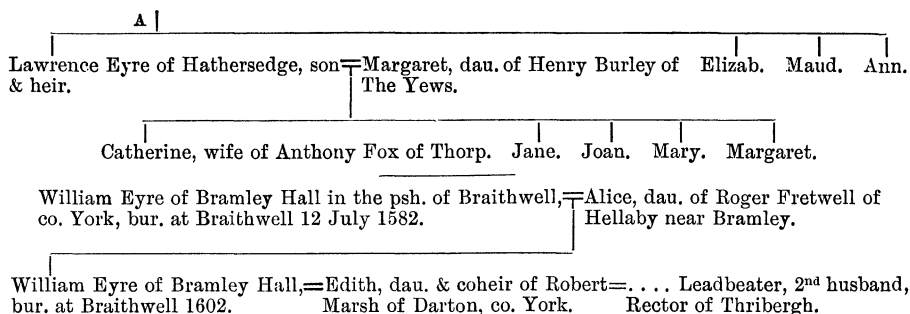 A
Lawrence Eyre of Hathersedge, son = Margaret, dau. of Henry Burley of Elizab. Maud. Ann.
& heir. The Yews.
Catherine, wife of Anthony Fox of Thorp. Jane. Joan. Mary. Margaret.
William Eyre of Bramley Hall in the psh. of Braithwell, = Alice, dau. of Roger Fretwell of
co. York, bur. at Braithwell 12 July 1582. Hellaby near Bramley.
William Eyre of Bramley Hall, = Edith, dau. & coheir of Robert = . . . . Leadbeater, 2nd husband,
bur. at Braithwell 1602. Marsh of Darton, co. York. Rector of Thribergh.